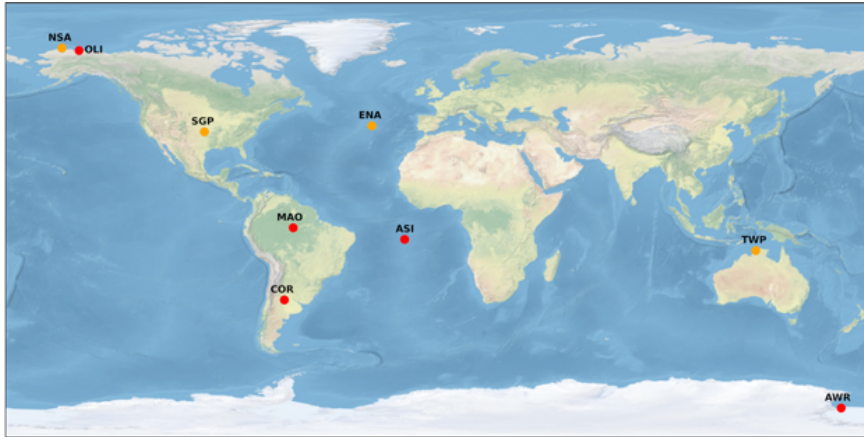 NSA
OLI
SGP
ENA
MAO
ASI
TWP
COR
AWR